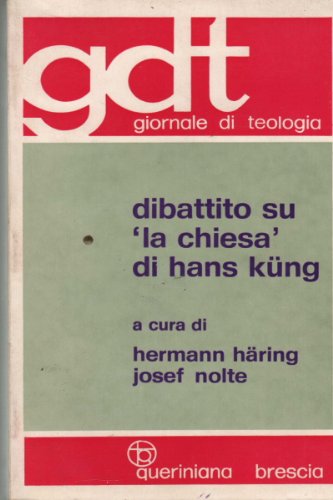 gdt
giornale di teologia
dibattito su
'la chiesa'
di hans küng
a cura di
hermann häring
josef nolte
queriniana brescia